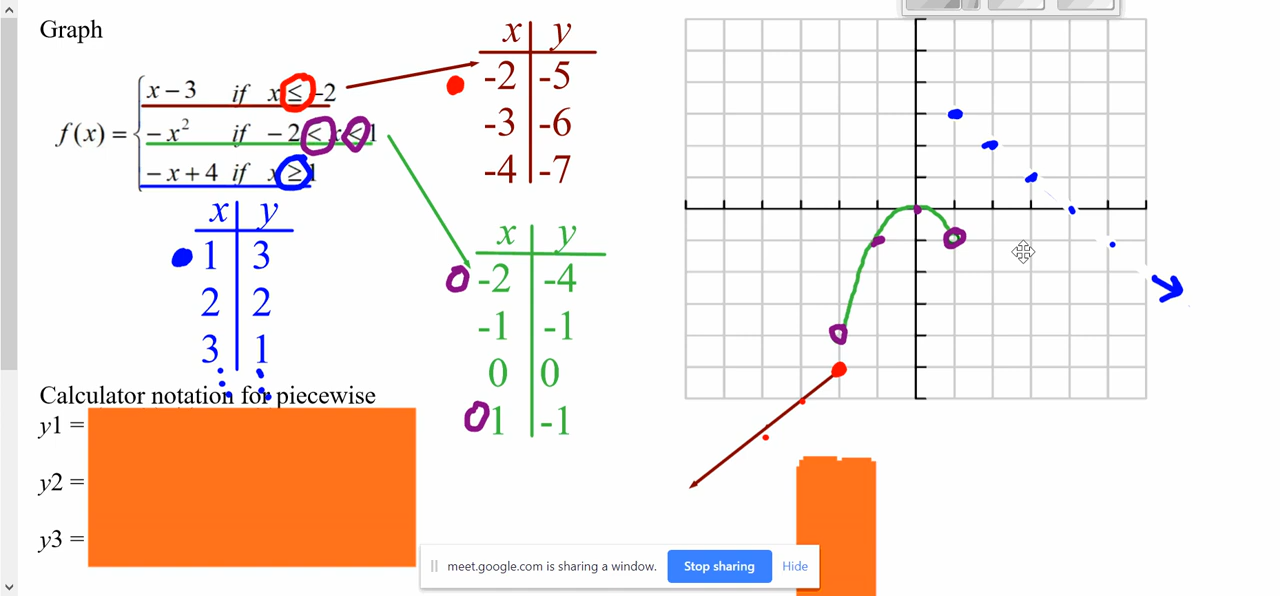 Graph
f(x) = { x − 3 if x ≤ -2
− x² if − 2 < x < 1
− x + 4 if x ≥ 1
x y
-2 -5
-3 -6
-4 -7
x y
1 3
2 2
3 1
x y
-2 -4
-1 -1
0 0
1 -1
Calculator notation for piecewise
y1 =
y2 =
y3 =
meet.google.com is sharing a window.
Stop sharing
Hide